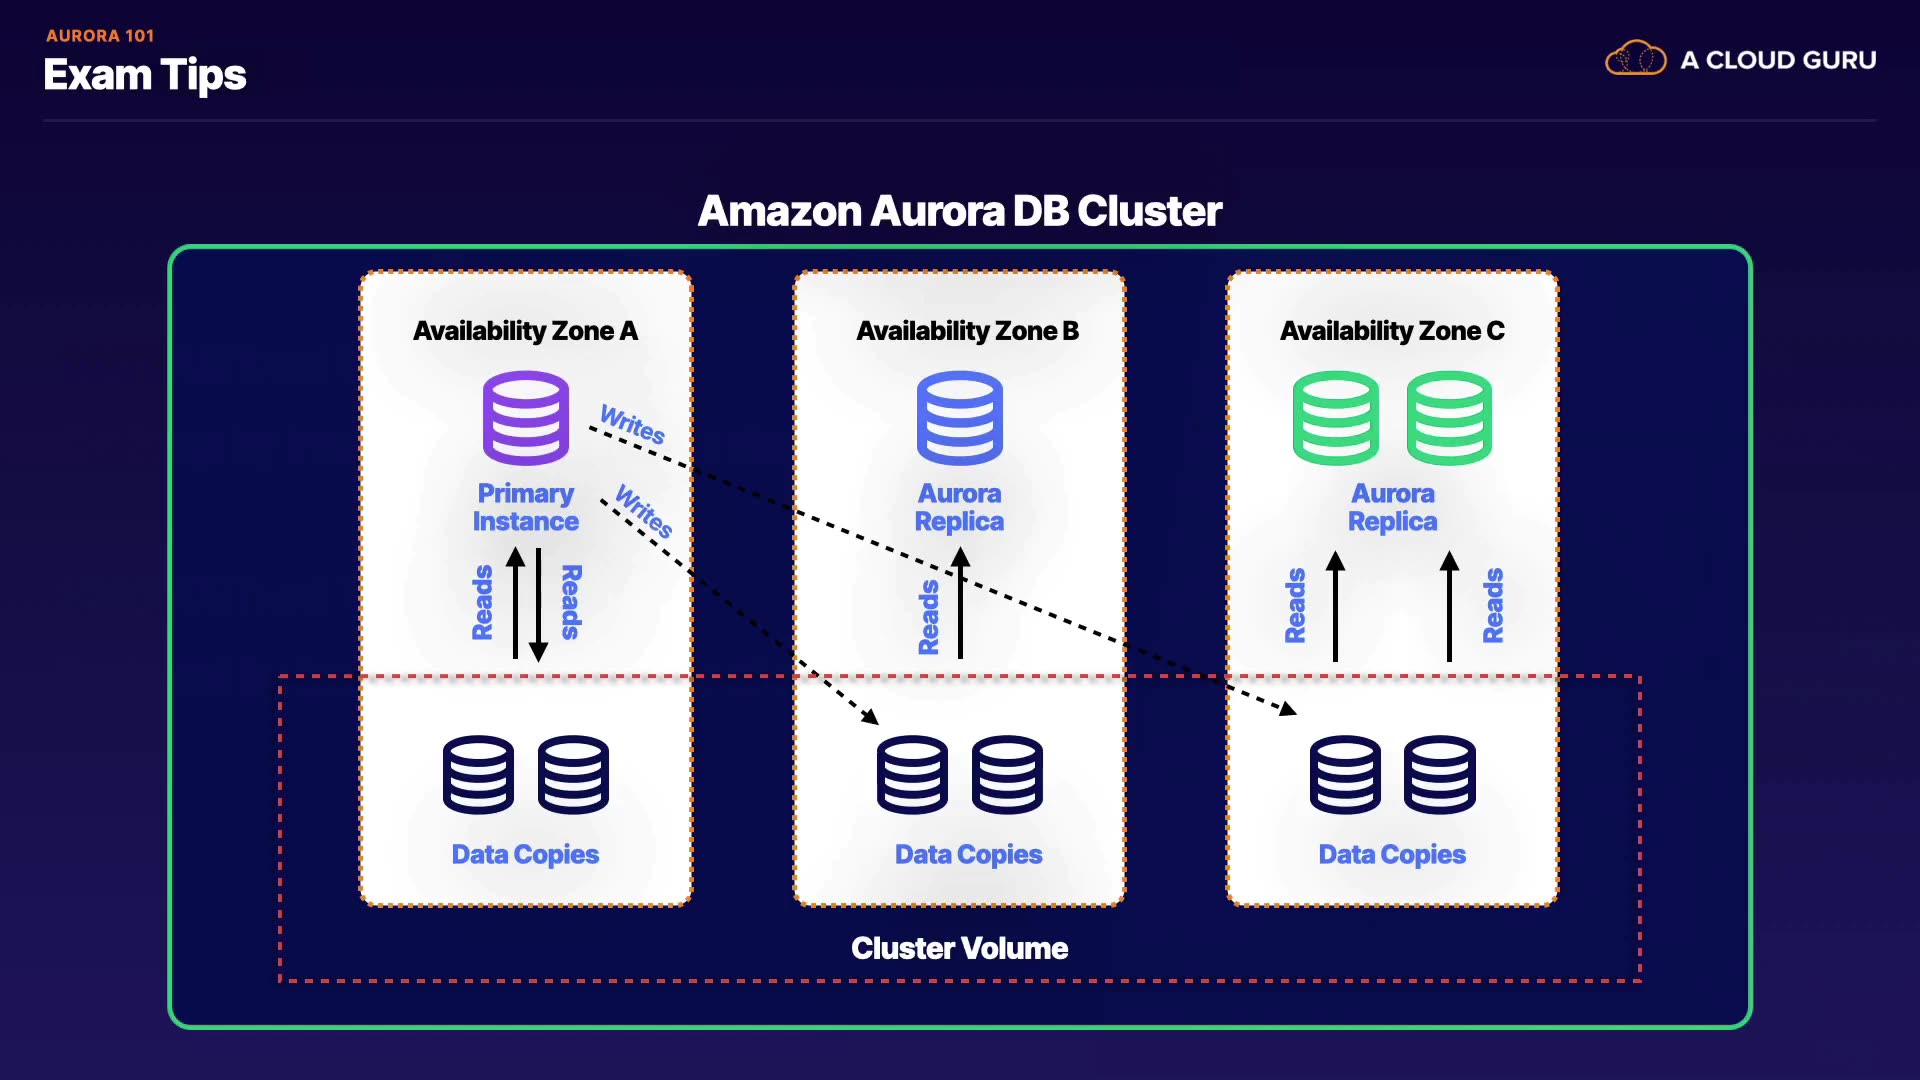 AURORA 101
Exam Tips
A CLOUD GURU
Amazon Aurora DB Cluster
Availability Zone A
Availability Zone B
Availability Zone C
Writes
Writes
Primary
Instance
Aurora
Replica
Aurora
Replica
Reads
Reads
Reads
Reads
Reads
Data Copies
Data Copies
Data Copies
Cluster Volume